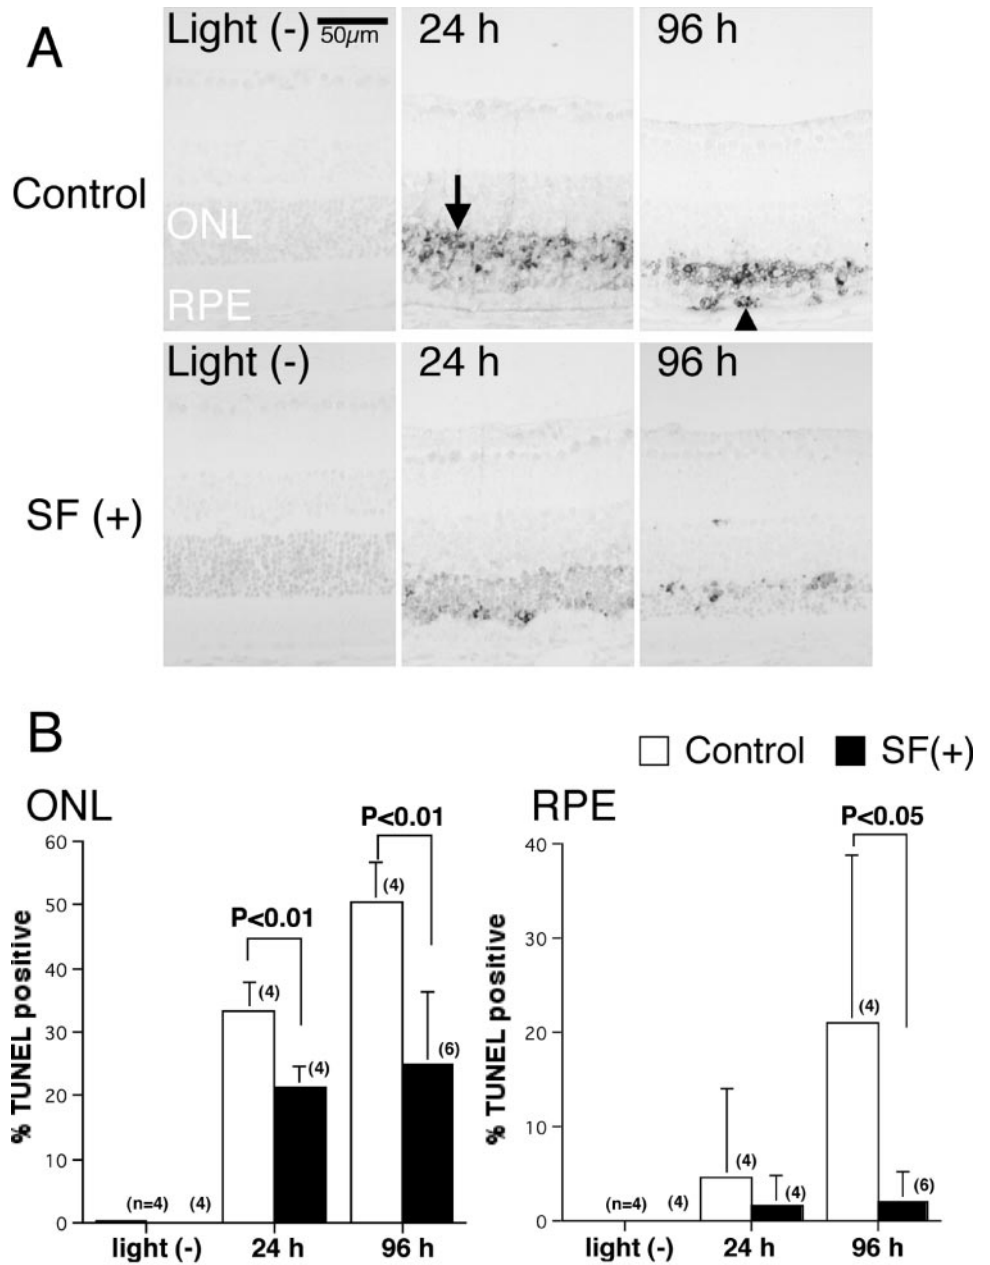 A
Light (-) 50μm 24 h 96 h
Control
ONL
RPE
Light (-) 24 h 96 h
SF (+)
B
Control SF(+)
ONL
% TUNEL positive
60
50
40
30
20
10
0
P<0.01
P<0.01
(n=4) (4) (4) (4) (4) (6)
light (-) 24 h 96 h
RPE
% TUNEL positive
40
30
20
10
0
P<0.05
(n=4) (4) (4) (4) (4) (6)
light (-) 24 h 96 h